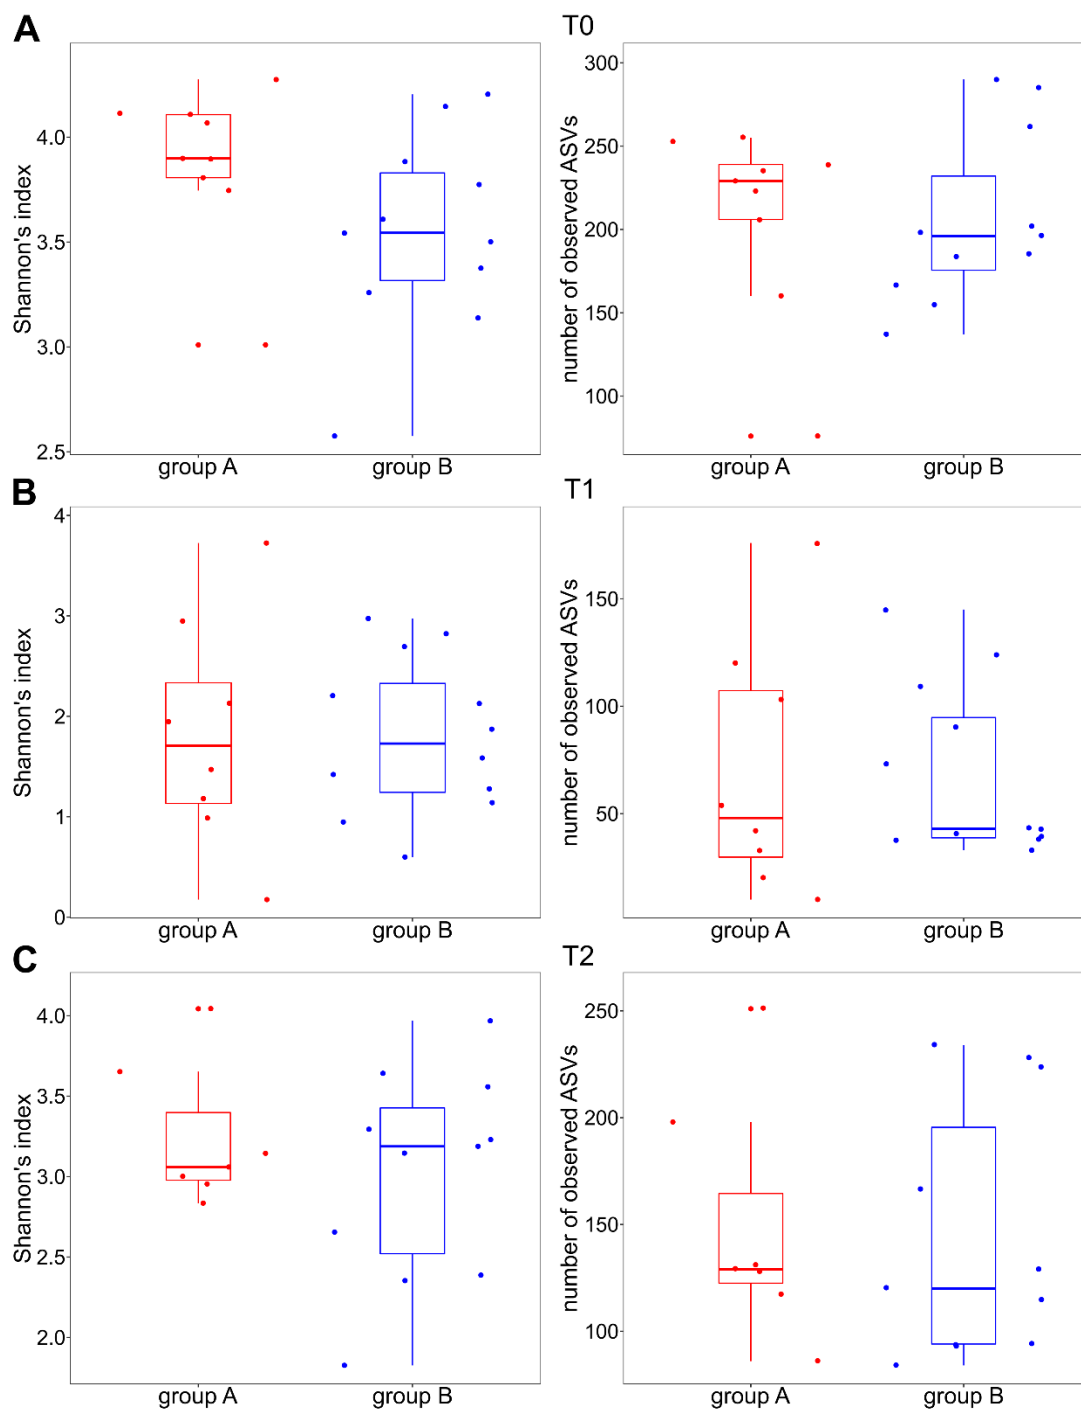 A
T0
Shannon's index
4.0
3.5
3.0
2.5
group A
group B
number of observed ASVs
300
250
200
150
100
group A
group B
B
T1
Shannon's index
4
3
2
1
0
group A
group B
number of observed ASVs
150
100
50
group A
group B
C
T2
Shannon's index
4.0
3.5
3.0
2.5
2.0
group A
group B
number of observed ASVs
250
200
150
100
group A
group B